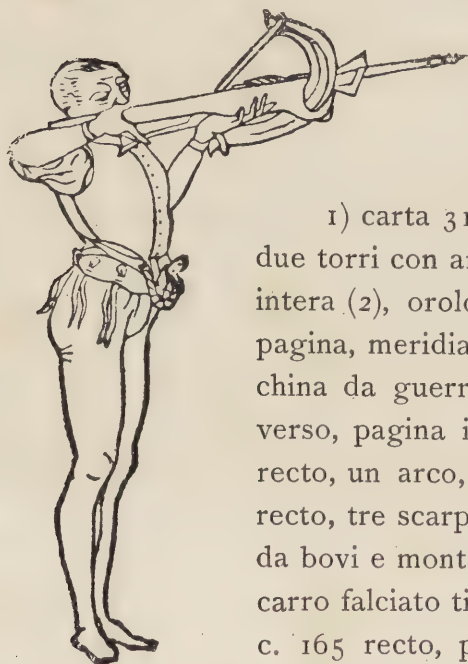 1) carta 3
due torri con
intera (2), orolo
pagina, meridia
china da guerr
verso, pagina i
recto, un arco,
recto, tre scarp
da bovi e mont
carro falciato ti
c. 165 recto, p